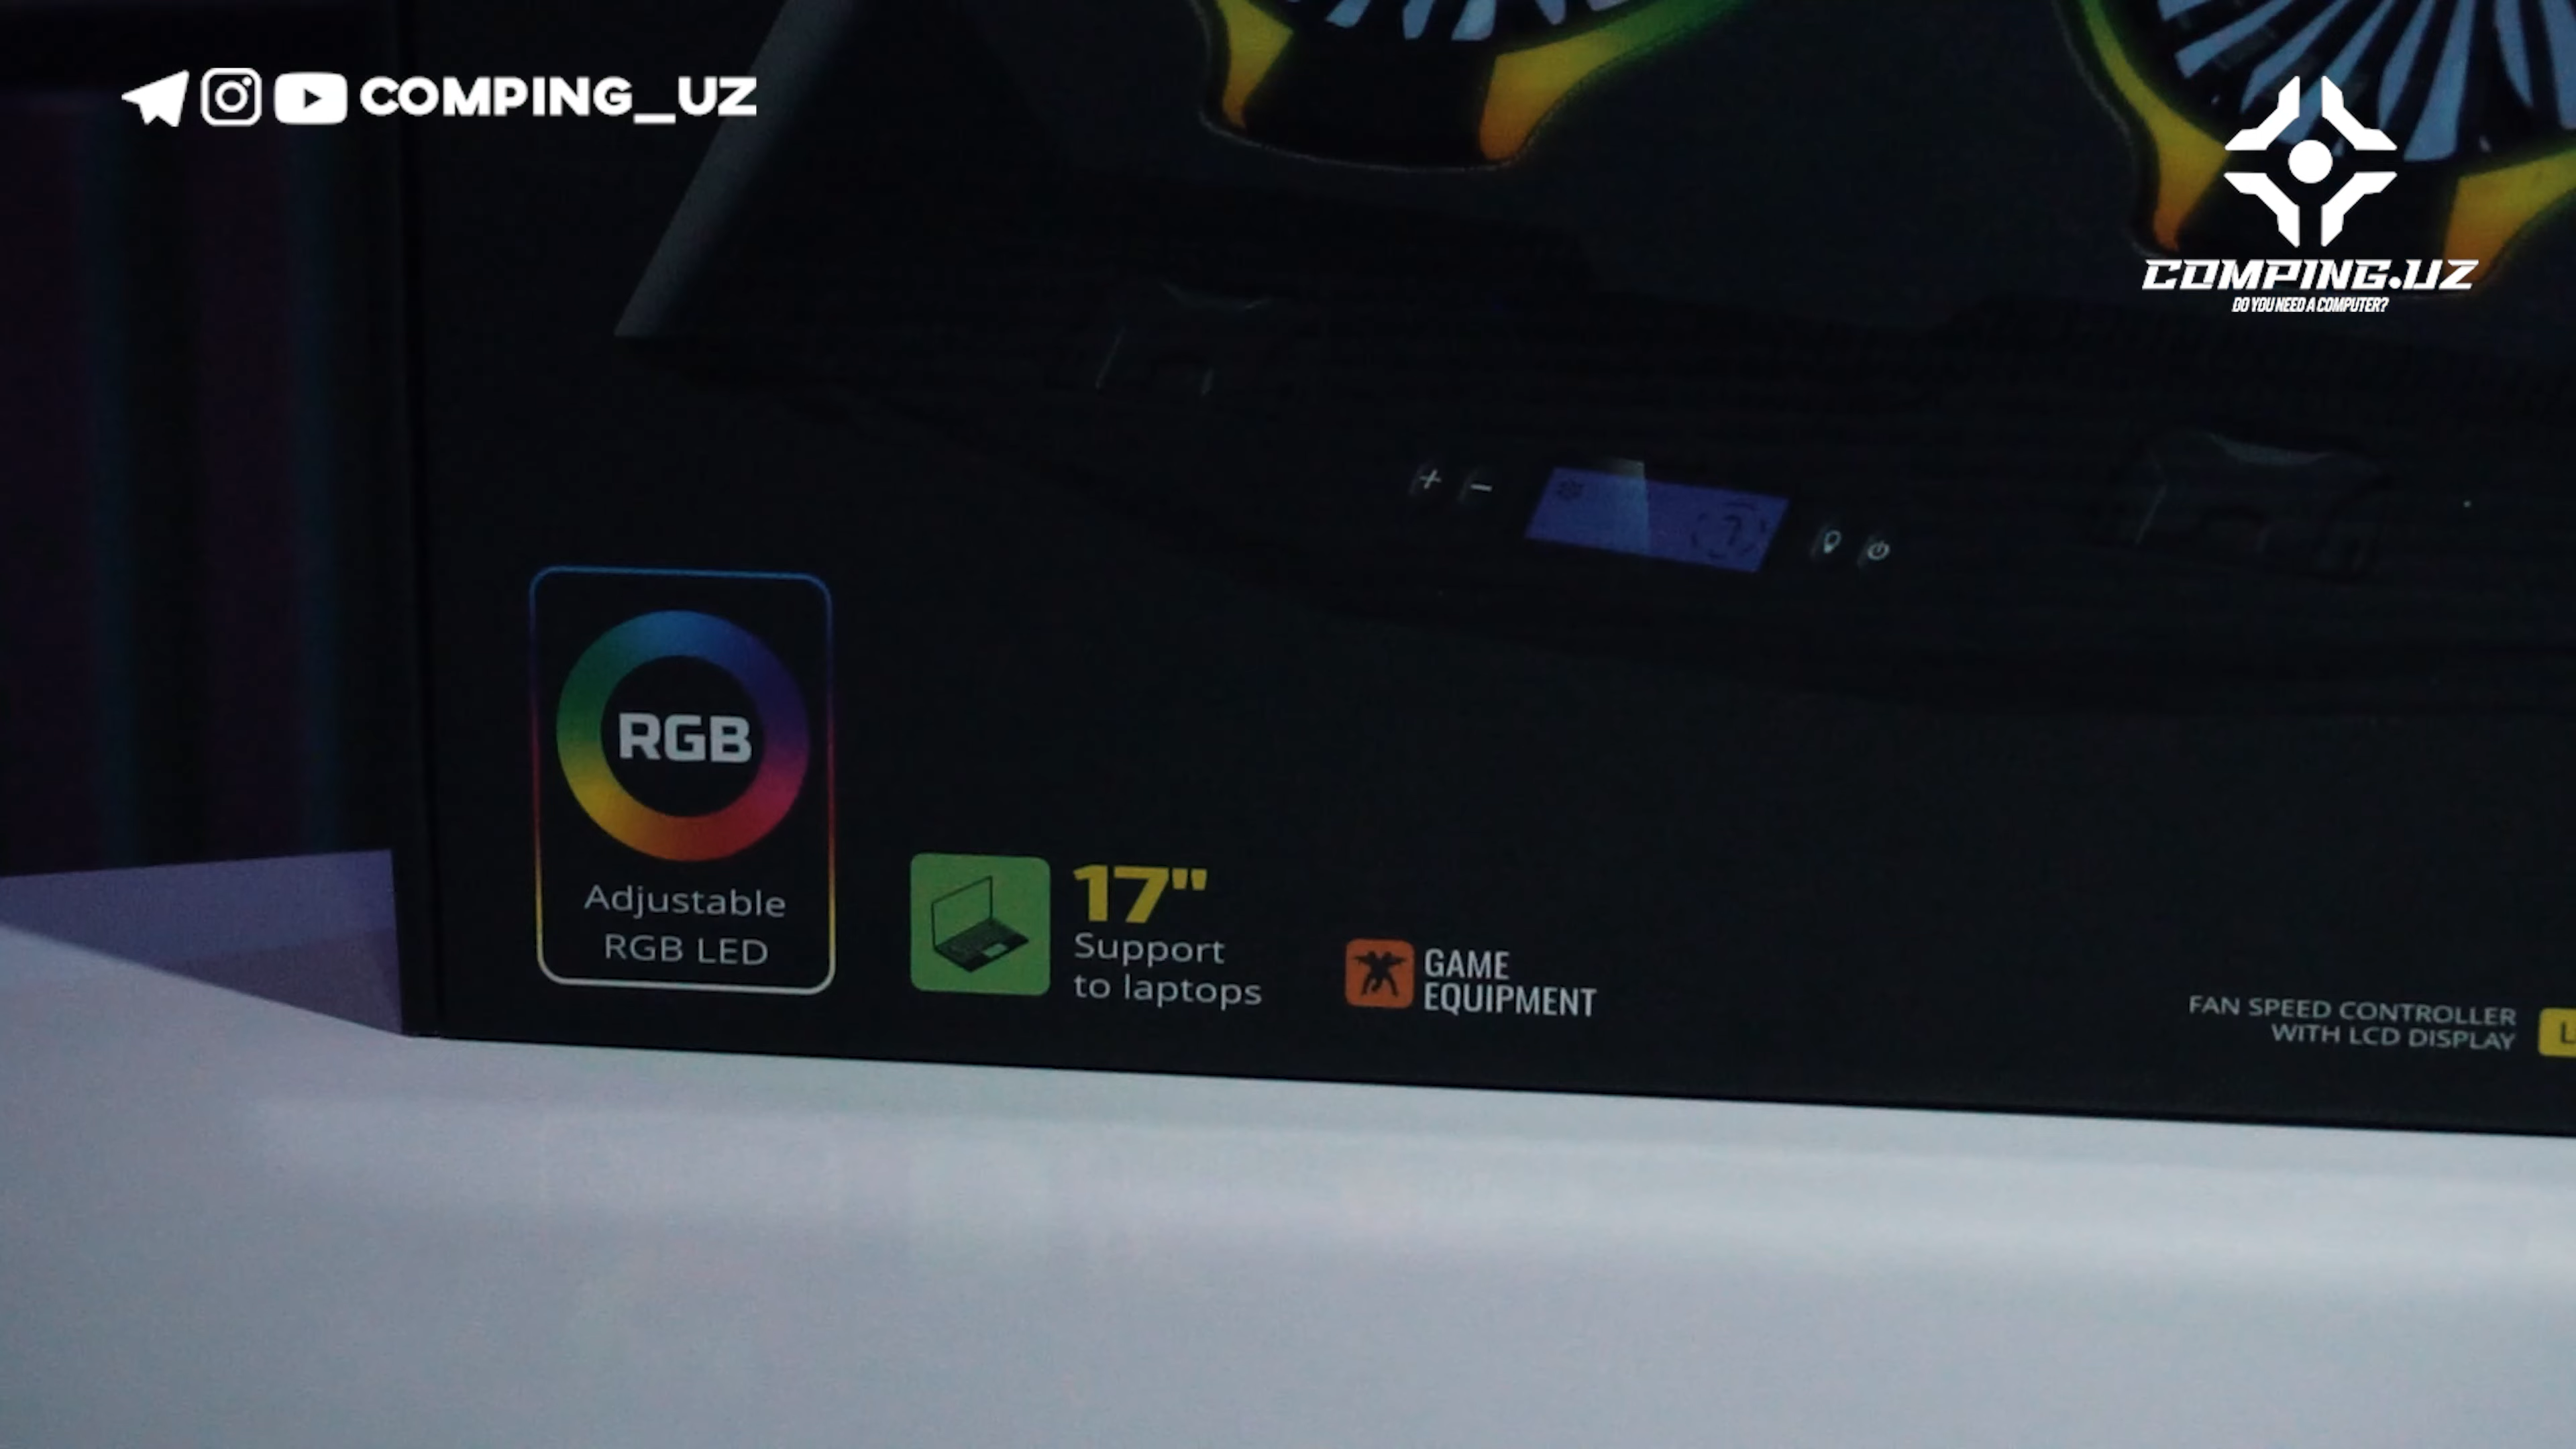 COMPING_UZ
COMPING.UZ
DO YOU NEED A COMPUTER?
+ -
7
RGB
Adjustable
RGB LED
17"
Support
to laptops
GAME
EQUIPMENT
FAN SPEED CONTROLLER
WITH LCD DISPLAY